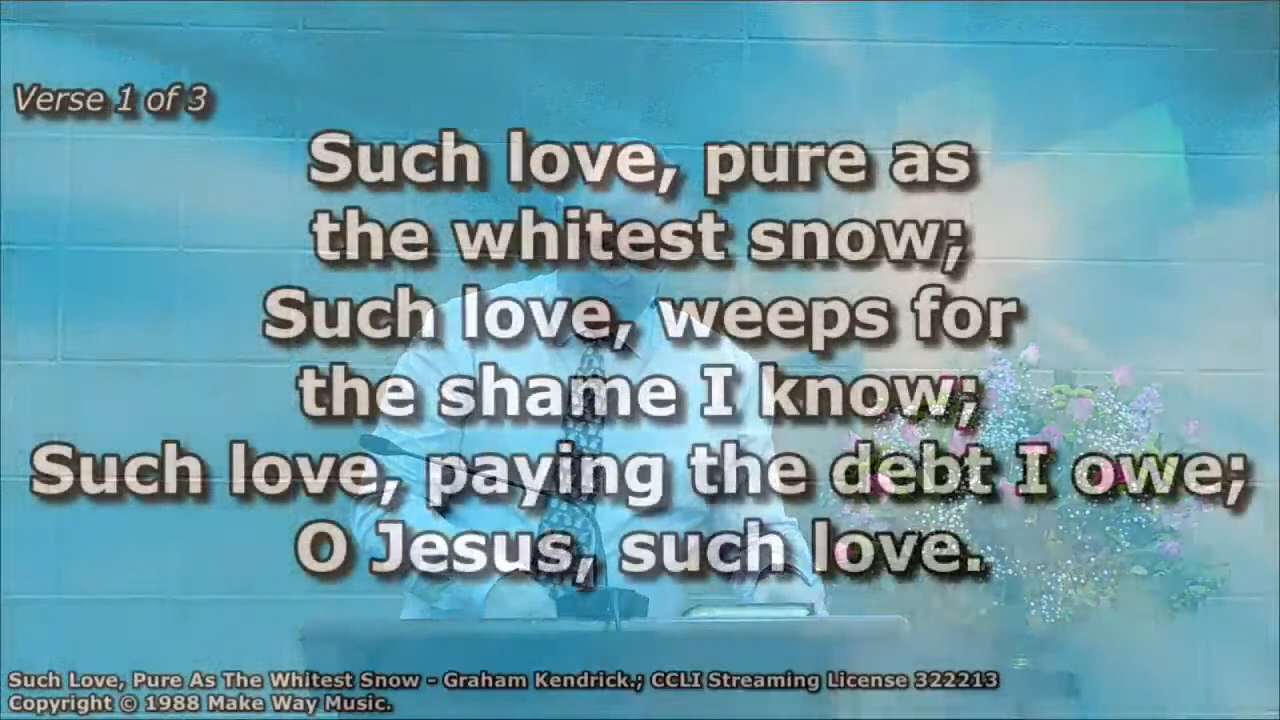 Verse 1 of 3
Such love, pure as
the whitest snow;
Such love, weeps for
the shame I know;
Such love, paying the debt I owe;
O Jesus, such love.
Such Love, Pure As The Whitest Snow - Graham Kendrick.; CCLI Streaming License 322213
Copyright © 1988 Make Way Music.